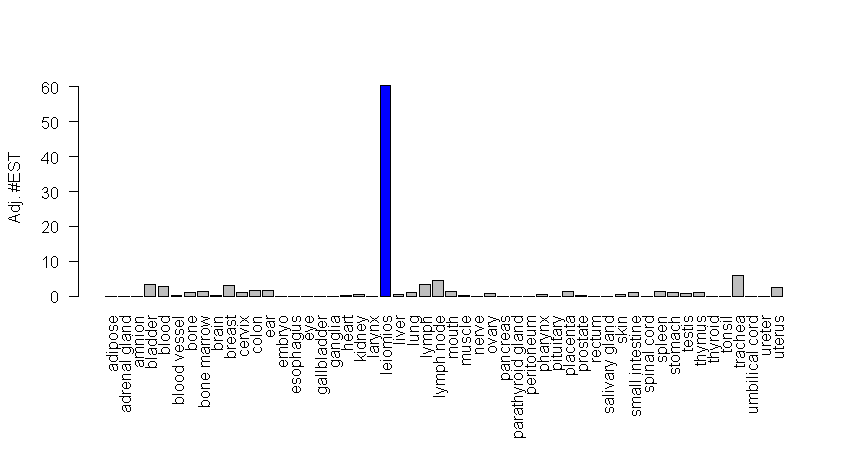 Adj. #EST
60
50
40
30
20
10
0
adipose
adrenal gland
amnion
bladder
blood
blood vessel
bone
bone marrow
brain
breast
cervix
colon
ear
embryo
esophagus
eye
gallbladder
ganglia
heart
kidney
larynx
leiomios
liver
lung
lymph
lymph node
mouth
muscle
nerve
ovary
pancreas
parathyroid gland
peritoneum
pharynx
pituitary
placenta
prostate
rectum
salivary gland
skin
small intestine
spinal cord
spleen
stomach
testis
thymus
thyroid
tonsil
trachea
umbilical cord
ureter
uterus